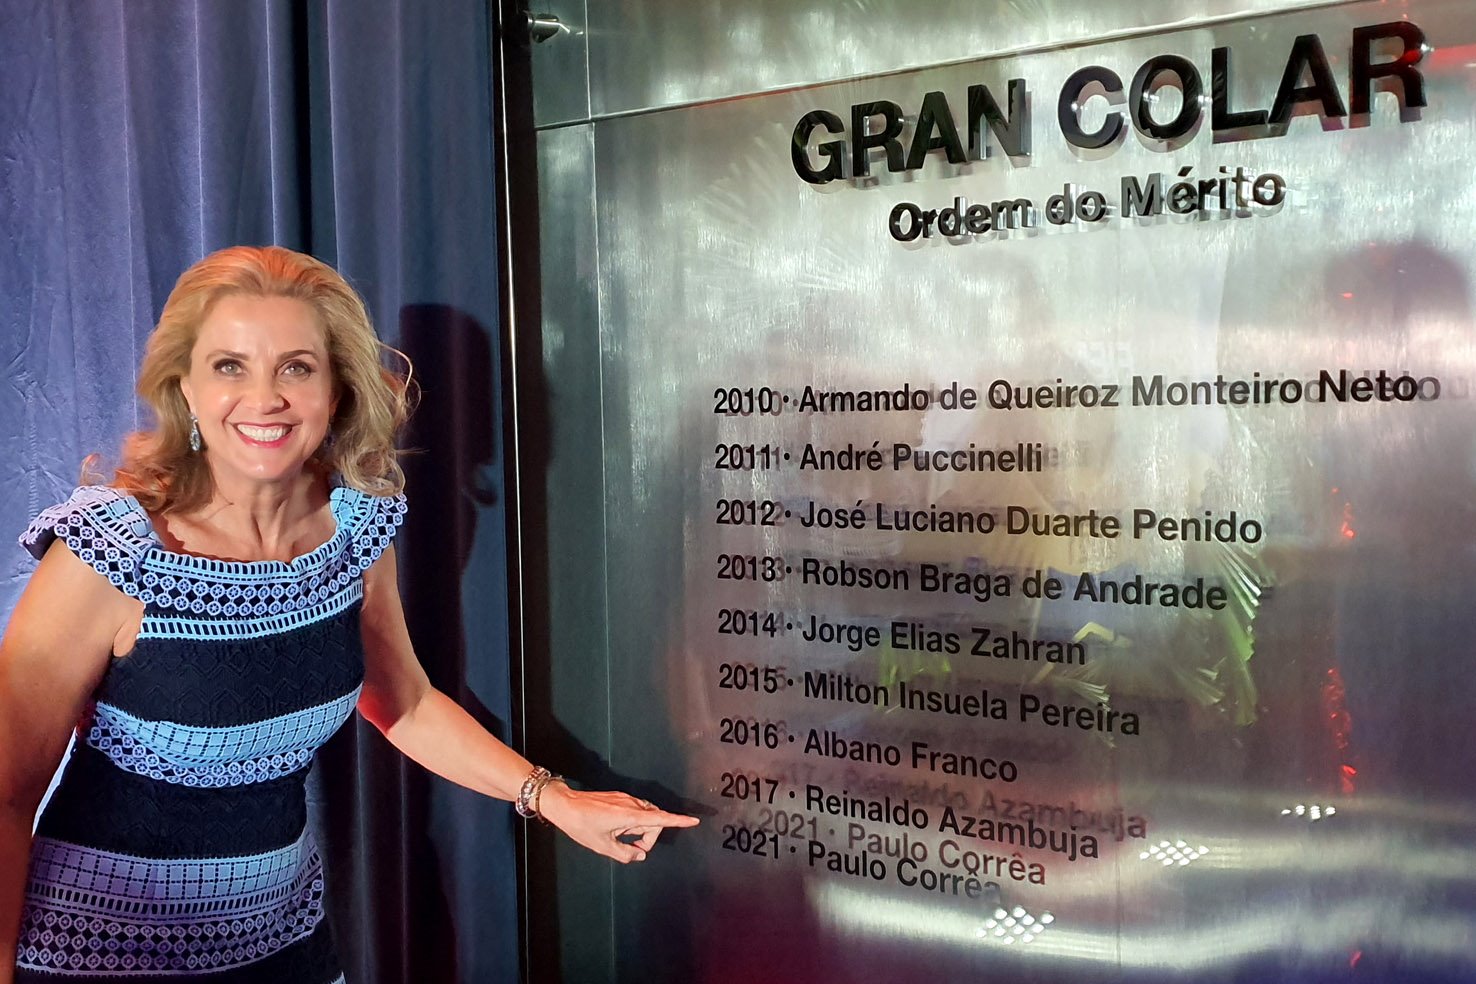 GRAN COLAR
Ordem do Mérito
2010 · Armando de Queiroz Monteiro Neto
2011 · André Puccinelli
2012 · José Luciano Duarte Penido
2013 · Robson Braga de Andrade
2014 · Jorge Elias Zahran
2015 · Milton Insuela Pereira
2016 · Albano Franco
2017 · Reinaldo Azambuja
2021 · Paulo Corrêa